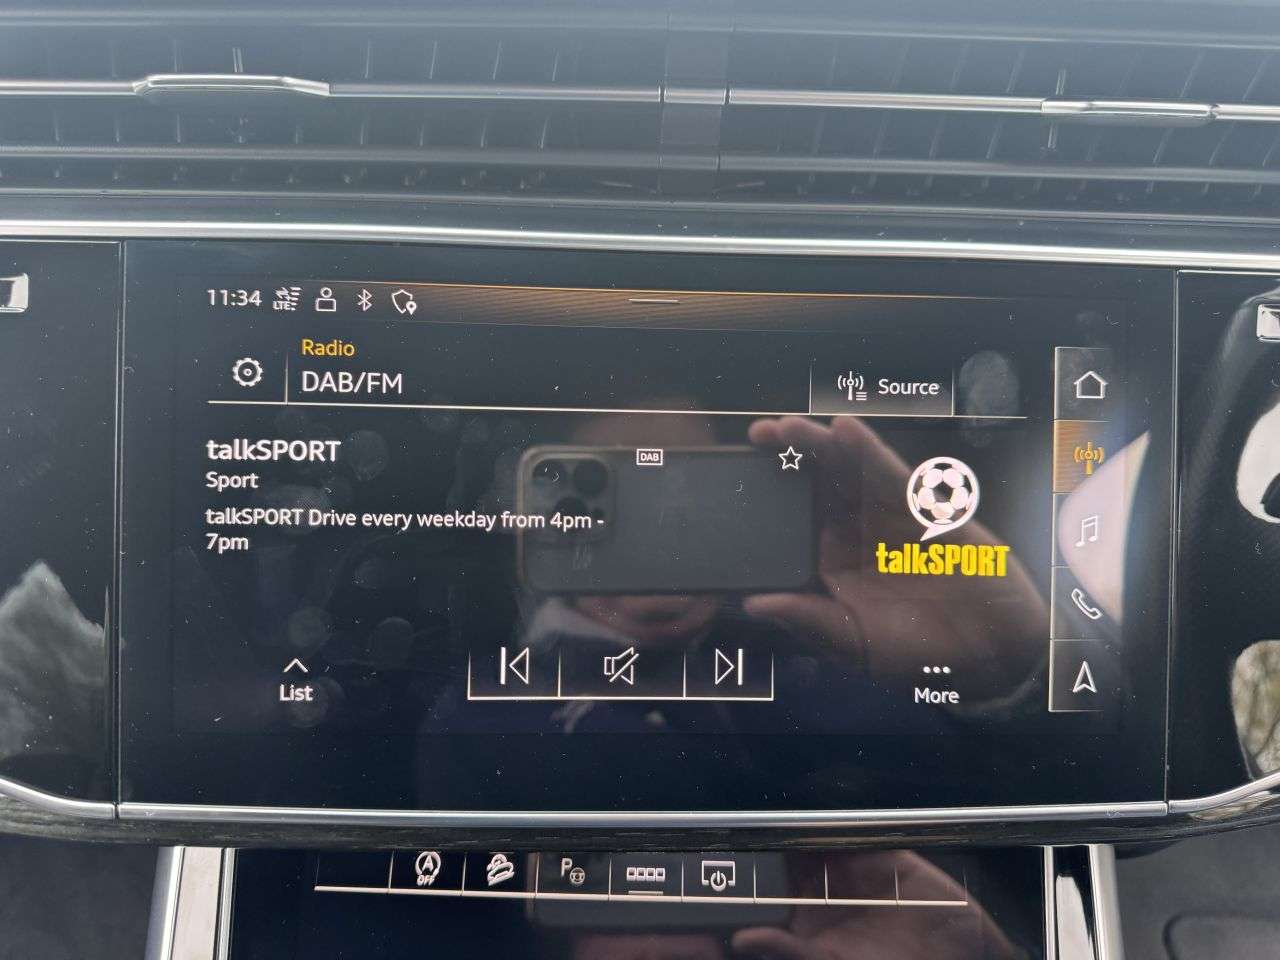 11:34 LTE
Radio
DAB/FM
Source
talkSPORT
DAB
Sport
talkSPORT Drive every weekday from 4pm -
7pm
talkSPORT
List
More
A
OFF
P